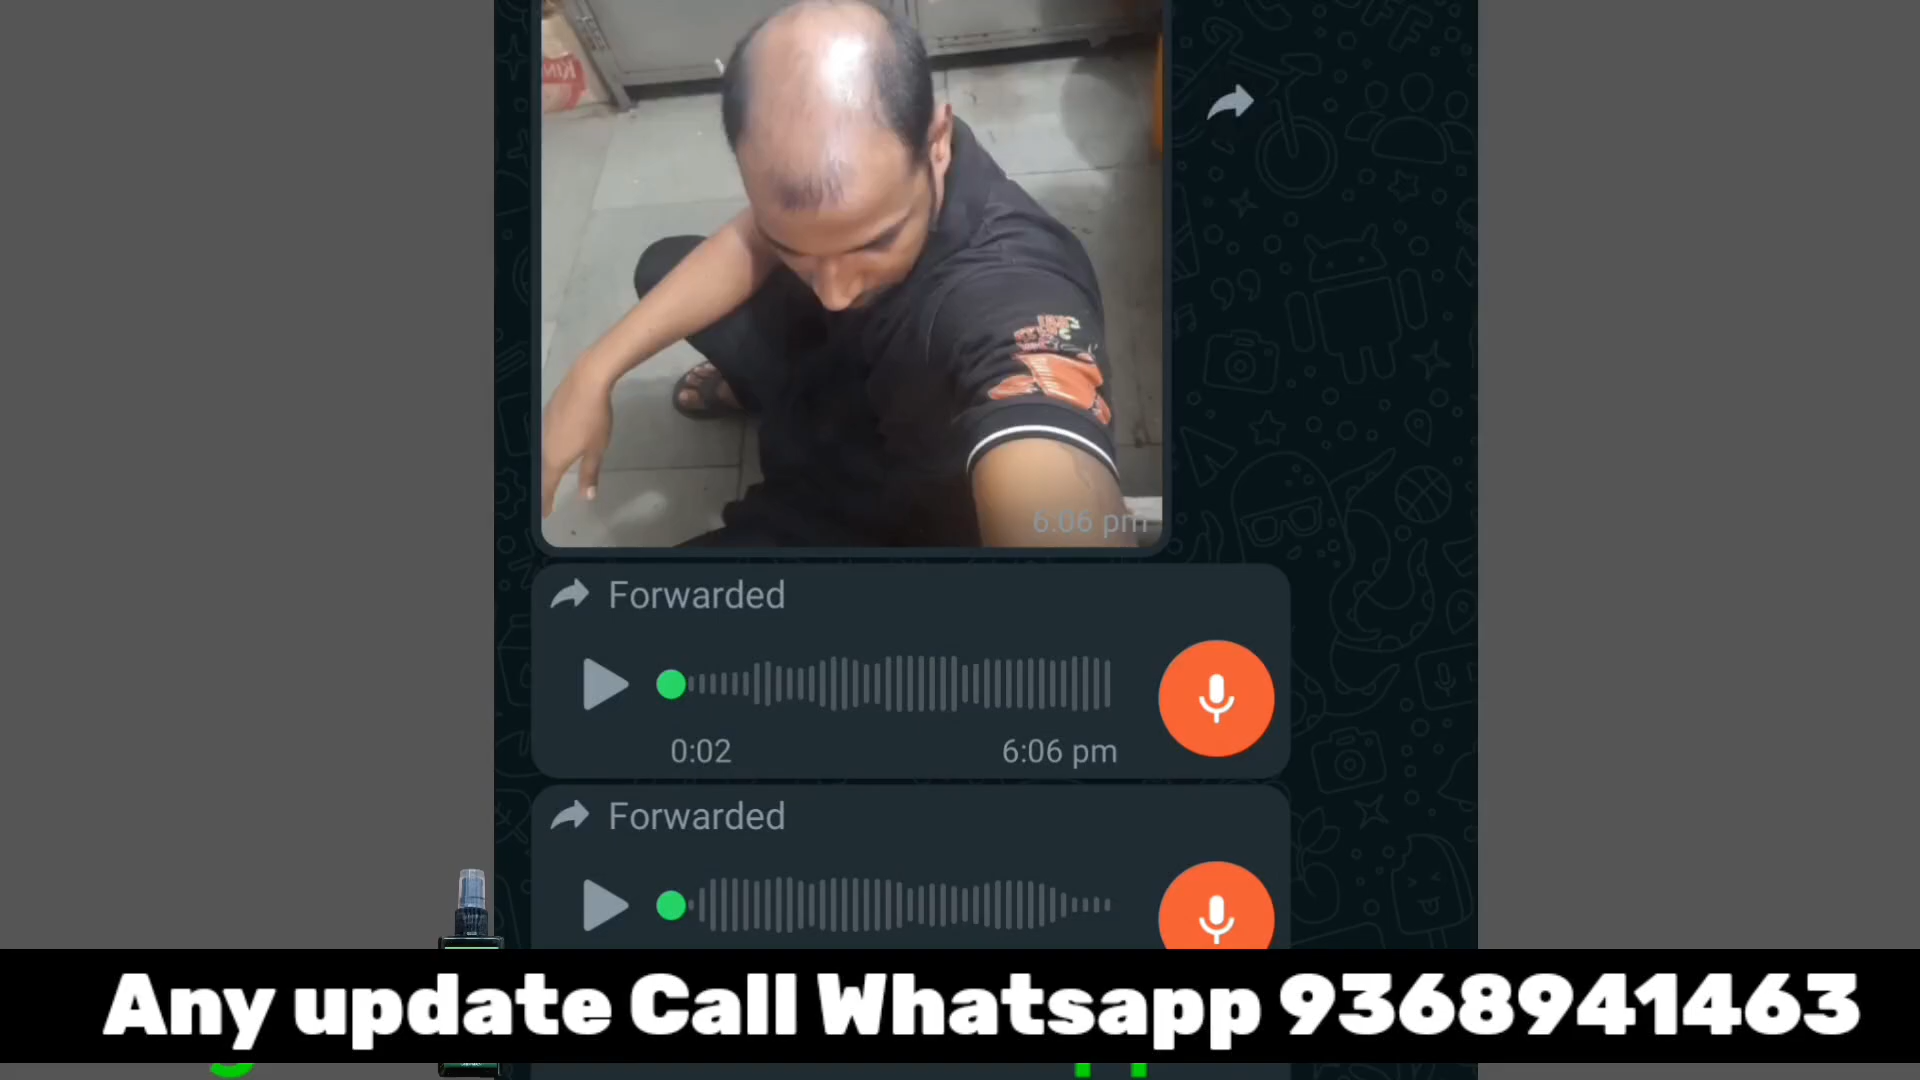 6:06 pm
Forwarded
0:02 6:06 pm
Forwarded
Any update Call Whatsapp 9368941463